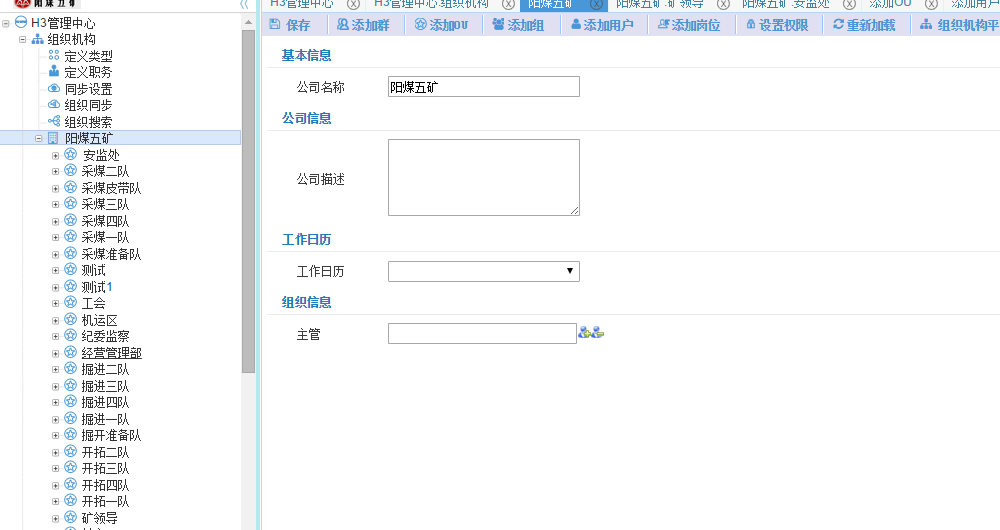 阳煤五矿
H3管理中心
组织机构
定义类型
定义职务
同步设置
组织同步
组织搜索
阳煤五矿
安监处
采煤二队
采煤皮带队
采煤三队
采煤四队
采煤一队
采煤准备队
测试
测试1
工会
机运区
纪委监察
经营管理部
掘进二队
掘进三队
掘进四队
掘进一队
掘开准备队
开拓二队
开拓三队
开拓四队
开拓一队
矿领导
H3管理中心 H3管理中心.组织机构 阳煤五矿 阳煤五矿.矿领导 阳煤五矿.安监处 添加OU 添加用户
保存 添加群 添加OU 添加组 添加用户 添加岗位 设置权限 重新加载 组织机构平
基本信息
公司名称 阳煤五矿
公司信息
公司描述
工作日历
工作日历
组织信息
主管